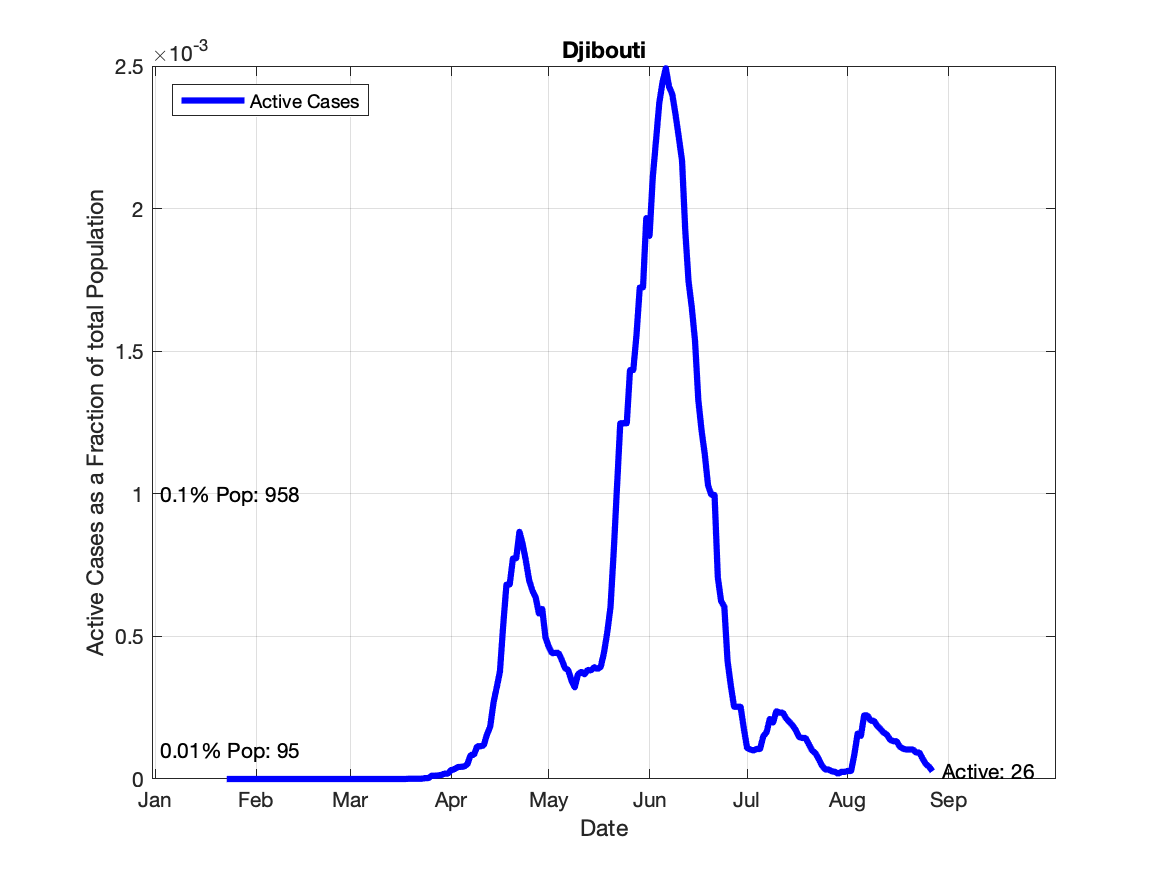 Djibouti
×10-3
2.5
2
1.5
1
0.5
0
Active Cases as a Fraction of total Population
Active Cases
0.1% Pop: 958
0.01% Pop: 95
Active: 26
Jan Feb Mar Apr May Jun Jul Aug Sep
Date